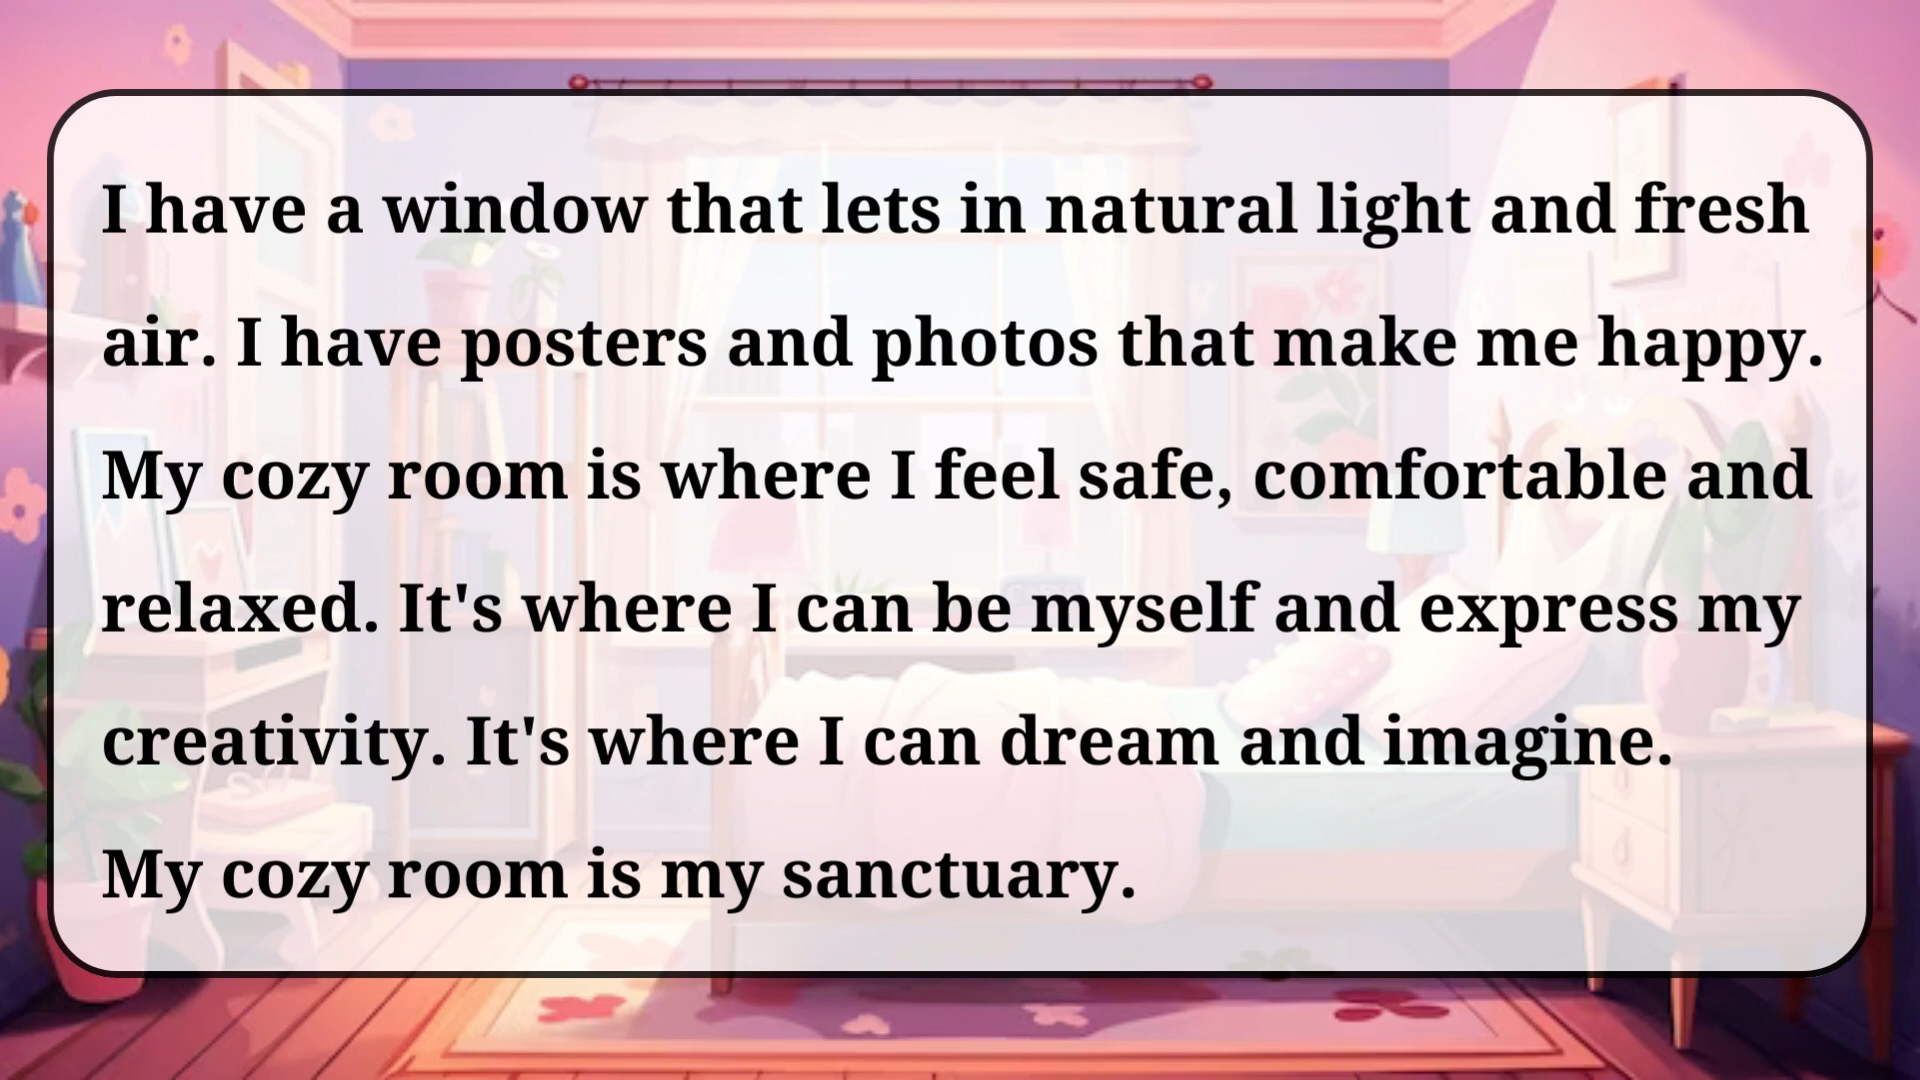 I have a window that lets in natural light and fresh
air. I have posters and photos that make me happy.
My cozy room is where I feel safe, comfortable and
relaxed. It's where I can be myself and express my
creativity. It's where I can dream and imagine.
My cozy room is my sanctuary.